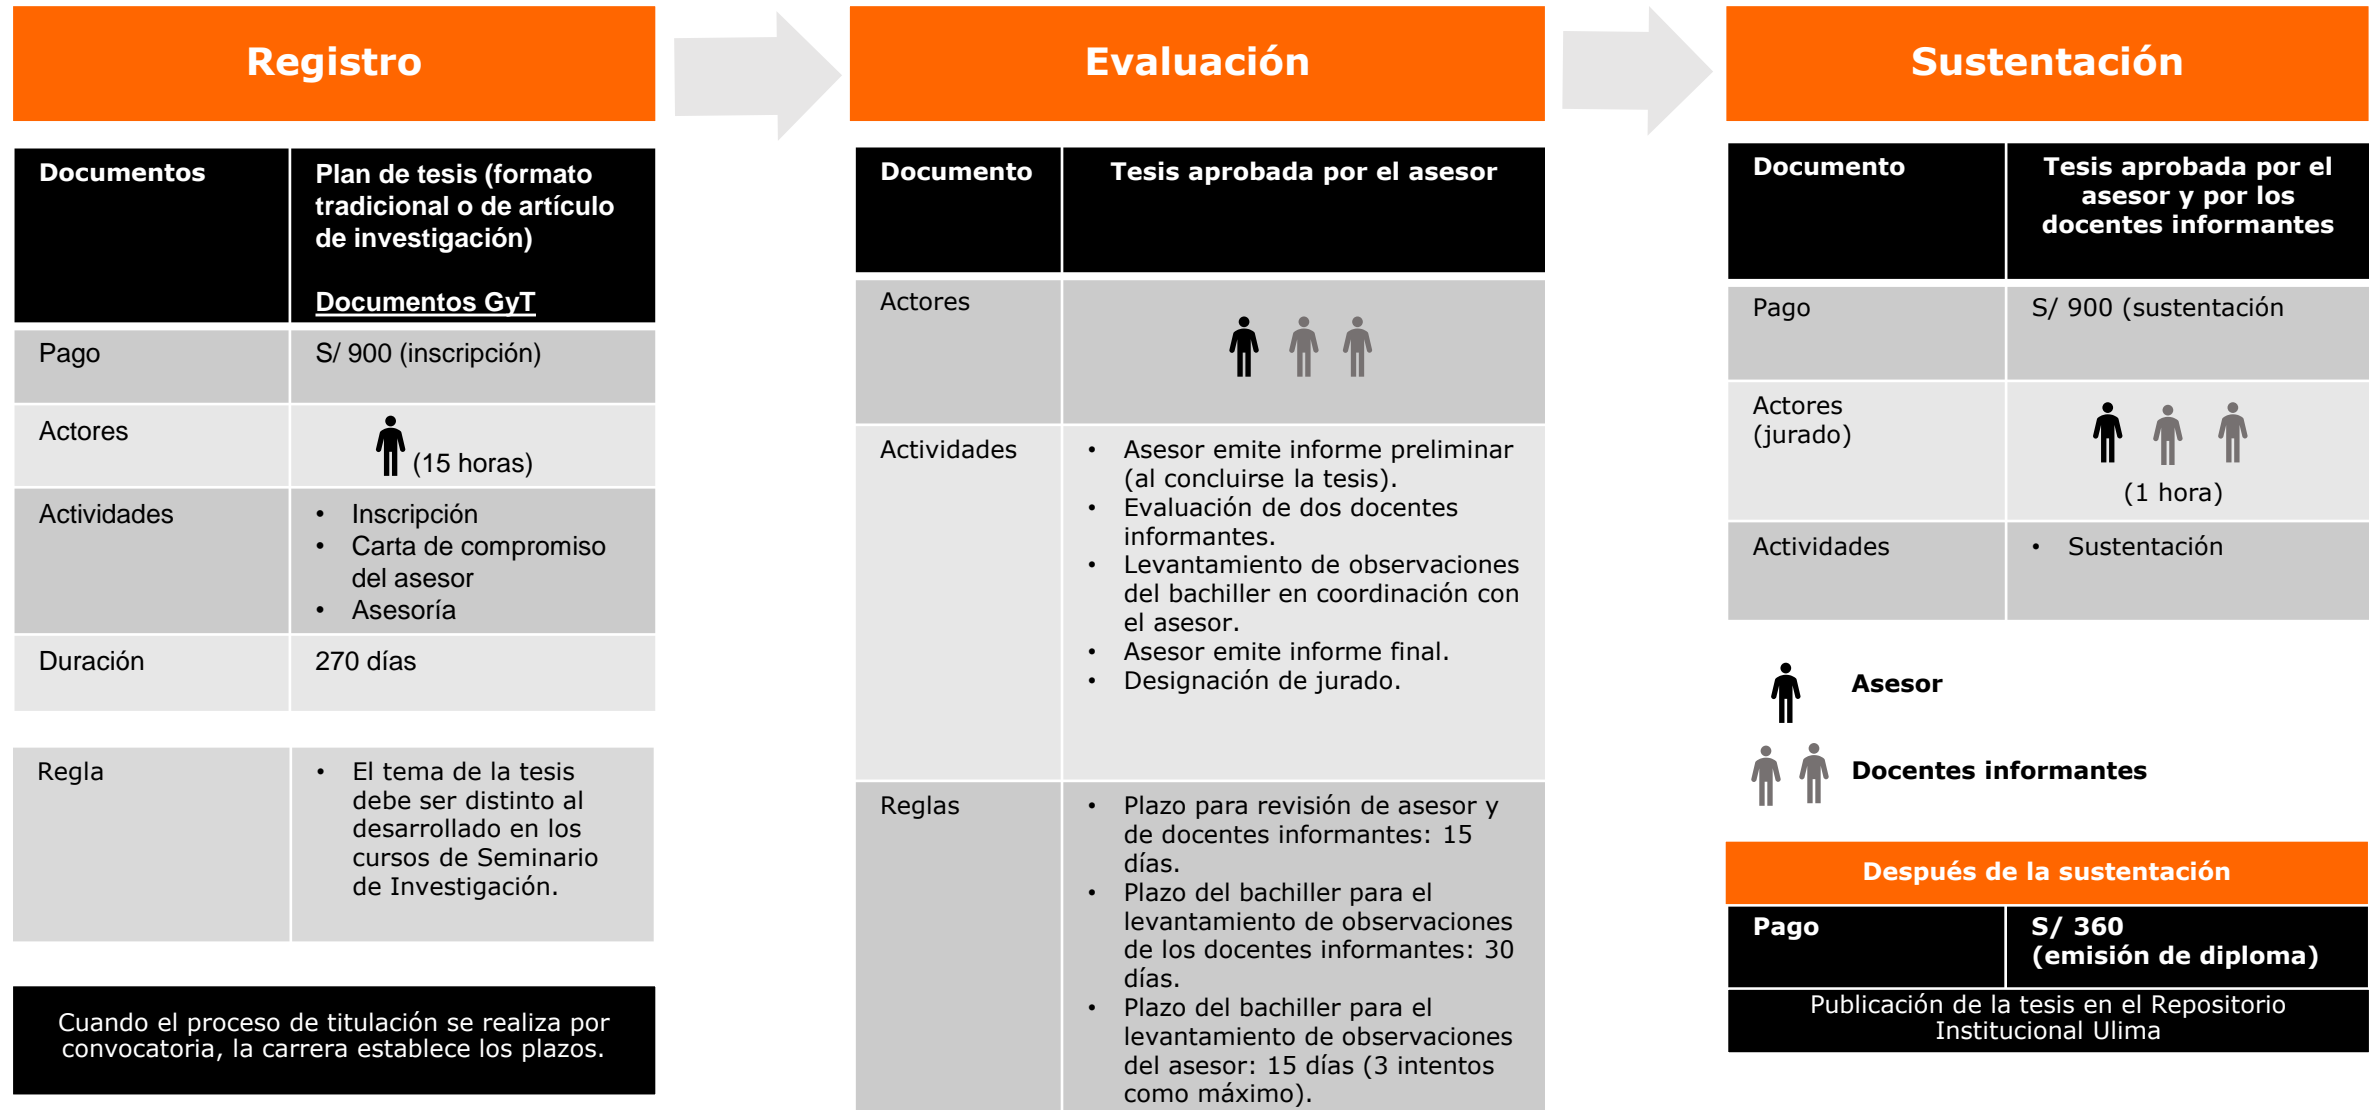 Registro
Documentos
Plan de tesis (formato
tradicional o de artículo
de investigación)
Documentos GyT
Pago
S/ 900 (inscripción)
Actores
(15 horas)
Actividades
• Inscripción
• Carta de compromiso
del asesor
• Asesoría
Duración
270 días
Regla
• El tema de la tesis
debe ser distinto al
desarrollado en los
cursos de Seminario
de Investigación.
Cuando el proceso de titulación se realiza por
convocatoria, la carrera establece los plazos.
Evaluación
Documento
Tesis aprobada por el asesor
Actores
Actividades
• Asesor emite informe preliminar
(al concluirse la tesis).
• Evaluación de dos docentes
informantes.
• Levantamiento de observaciones
del bachiller en coordinación con
el asesor.
• Asesor emite informe final.
• Designación de jurado.
Reglas
• Plazo para revisión de asesor y
de docentes informantes: 15
días.
• Plazo del bachiller para el
levantamiento de observaciones
de los docentes informantes: 30
días.
• Plazo del bachiller para el
levantamiento de observaciones
del asesor: 15 días (3 intentos
como máximo).
Sustentación
Documento
Tesis aprobada por el
asesor y por los
docentes informantes
Pago
S/ 900 (sustentación
Actores
(jurado)
(1 hora)
Actividades
• Sustentación
Asesor
Docentes informantes
Después de la sustentación
Pago
S/ 360
(emisión de diploma)
Publicación de la tesis en el Repositorio
Institucional Ulima